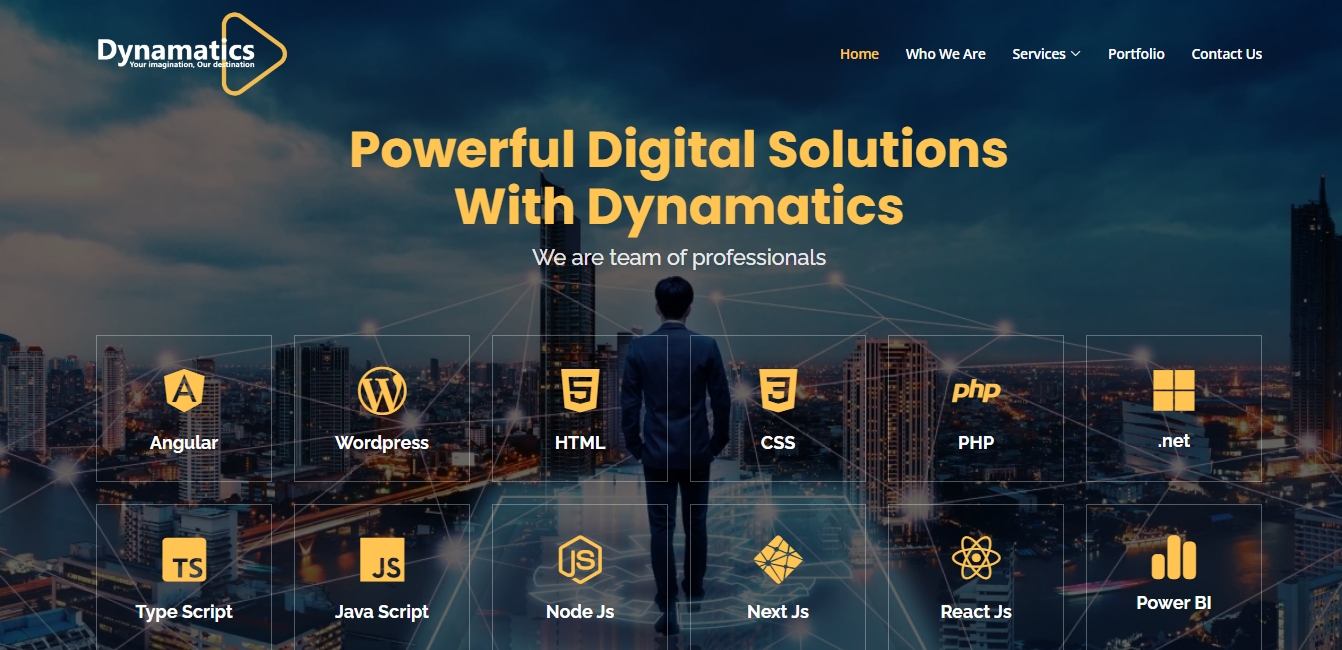 Dynamatics
Your imagination, Our destination
Home Who We Are Services Portfolio Contact Us
Powerful Digital Solutions
With Dynamatics
We are team of professionals
Angular Wordpress HTML CSS PHP .net
A W 5 3 php
TS JS JS
Type Script Java Script Node Js Next Js React Js Power BI